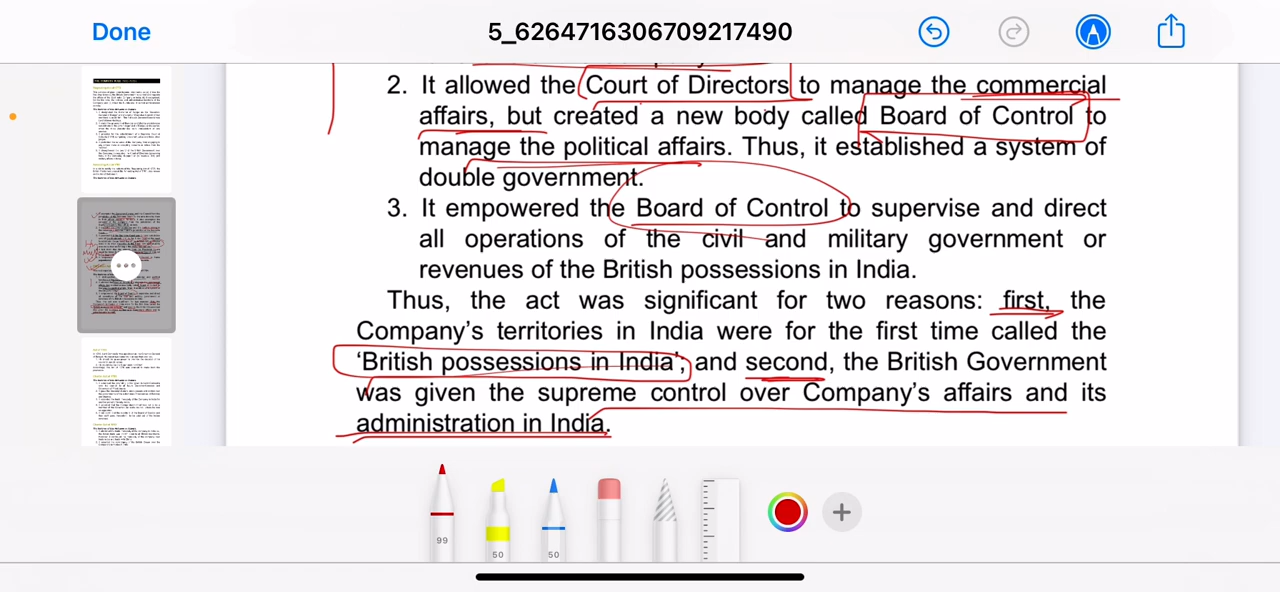 Done
5_6264716306709217490
2. It allowed the Court of Directors to manage the commercial
affairs, but created a new body called Board of Control to
manage the political affairs. Thus, it established a system of
double government.
3. It empowered the Board of Control to supervise and direct
all operations of the civil and military government or
revenues of the British possessions in India.
Thus, the act was significant for two reasons: first, the
Company’s territories in India were for the first time called the
‘British possessions in India’; and second, the British Government
was given the supreme control over Company’s affairs and its
administration in India.
99
50
50